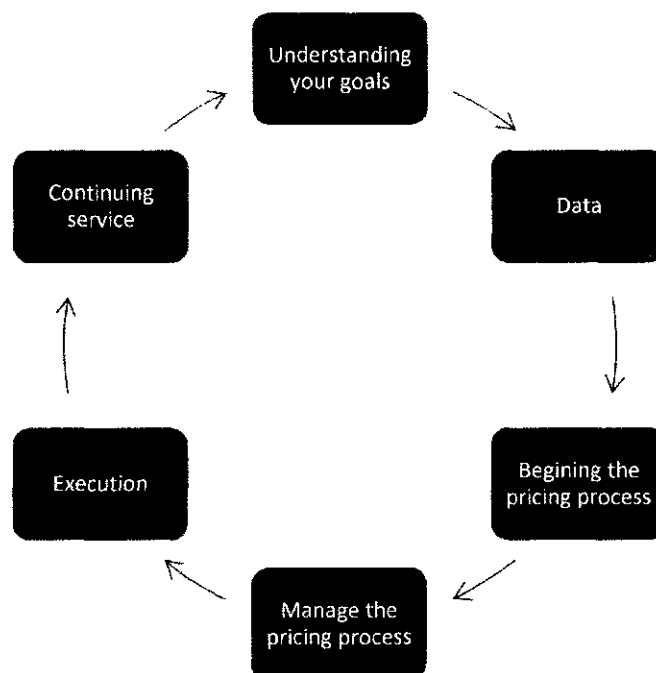 Understanding
your goals
Data
Begining the
pricing process
Manage the
pricing process
Execution
Continuing
service